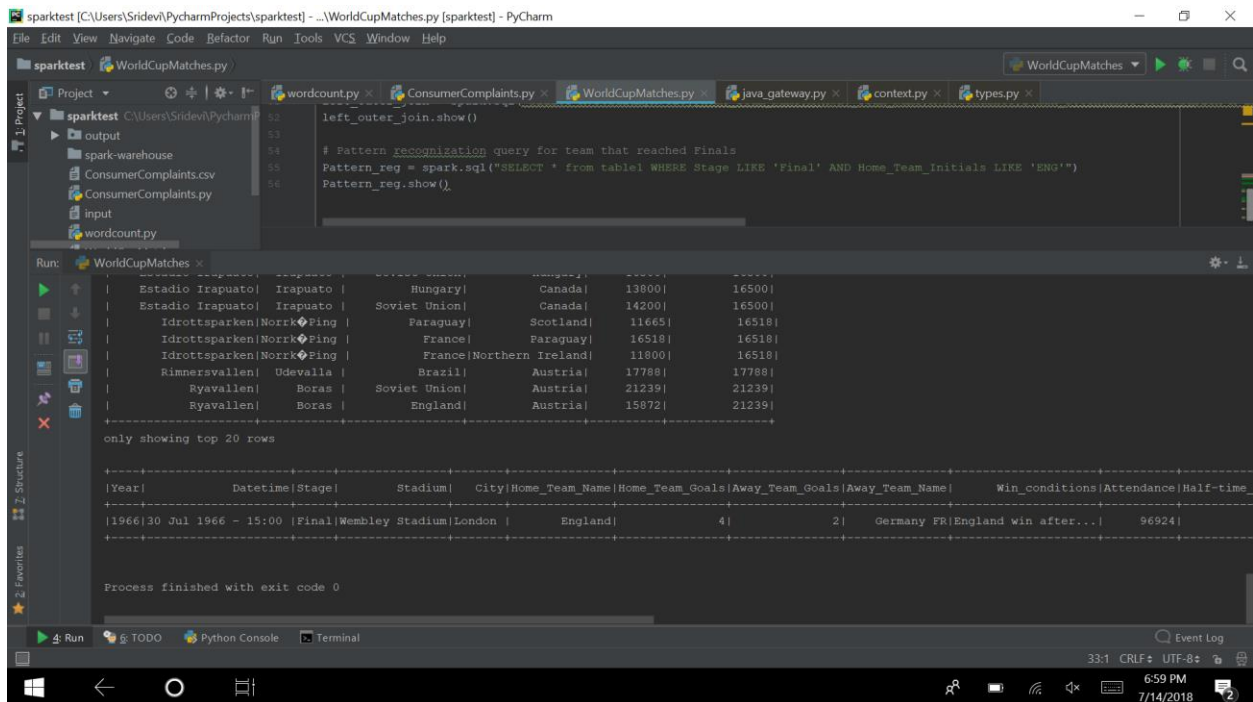 sparktest [C:\Users\Sridevi\PycharmProjects\sparktest] - ...\WorldCupMatches.py [sparktest] - PyCharm
File Edit View Navigate Code Refactor Run Tools VCS Window Help
sparktest WorldCupMatches.py WorldCupMatches
Project wordcount.py × ConsumerComplaints.py × WorldCupMatches.py × java_gateway.py × context.py × types.py ×
1: Project
sparktest C:\Users\Sridevi\PycharmP
output
spark-warehouse
ConsumerComplaints.csv
ConsumerComplaints.py
input
wordcount.py
52 left_outer_join.show()
53
54 # Pattern recognization query for team that reached Finals
55 Pattern_reg = spark.sql("SELECT * from table1 WHERE Stage LIKE 'Final' AND Home_Team_Initials LIKE 'ENG'")
56 Pattern_reg.show()
Run: WorldCupMatches ×
| Estadio Irapuato| Irapuato | Hungary| Canada| 13800| 16500|
| Estadio Irapuato| Irapuato | Soviet Union| Canada| 14200| 16500|
| Idrottsparken|Norrk�Ping | Paraguay| Scotland| 11665| 16518|
| Idrottsparken|Norrk�Ping | France| Paraguay| 16518| 16518|
| Idrottsparken|Norrk�Ping | France|Northern Ireland| 11800| 16518|
| Rimnersvallen| Udevalla | Brazil| Austria| 17788| 17788|
| Ryavallen| Boras | Soviet Union| Austria| 21239| 21239|
| Ryavallen| Boras | England| Austria| 15872| 21239|
only showing top 20 rows
|Year| Datetime|Stage| Stadium| City|Home_Team_Name|Home_Team_Goals|Away_Team_Goals|Away_Team_Name| Win_conditions|Attendance|Half-time_
|1966|30 Jul 1966 - 15:00 |Final|Wembley Stadium|London | England| 4| 2| Germany FR|England win after...| 96924|
Process finished with exit code 0
7: Structure
2: Favorites
4: Run 6: TODO Python Console Terminal Event Log
33:1 CRLF UTF-8
6:59 PM
7/14/2018
2